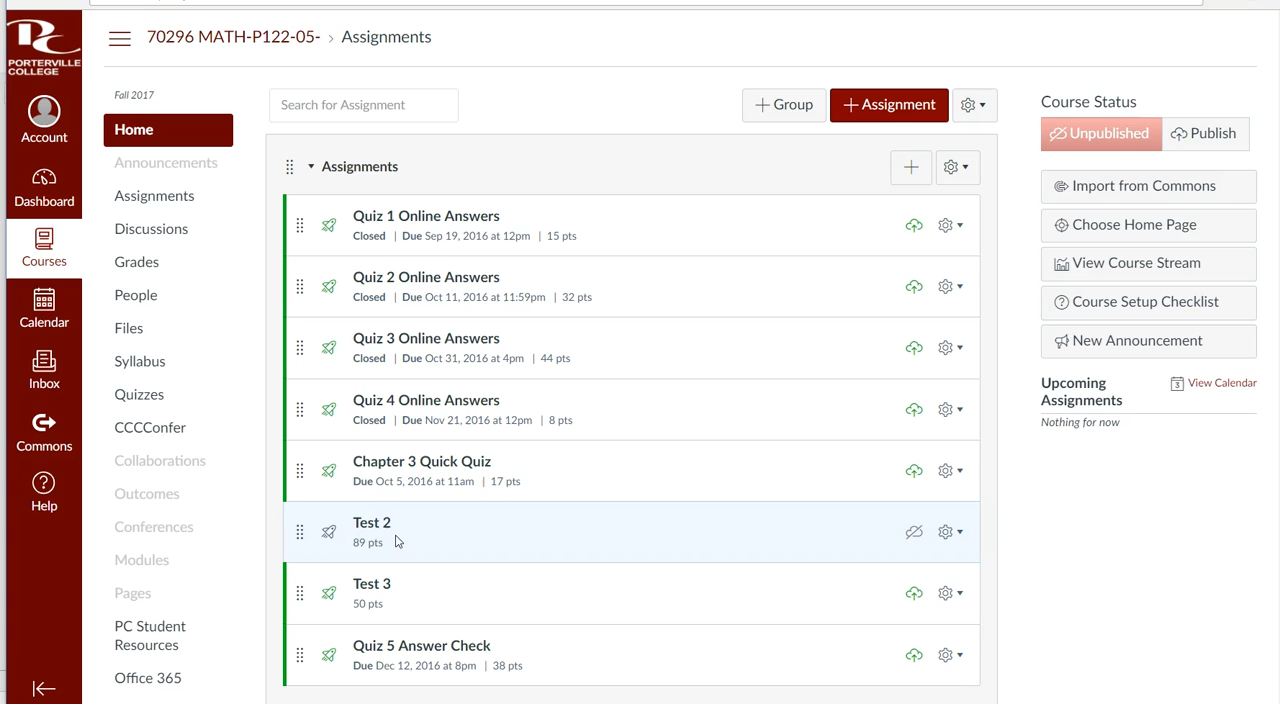 PC
PORTERVILLE
COLLEGE
Account
Dashboard
Courses
Calendar
Inbox
Commons
Help
70296 MATH-P122-05- › Assignments
Fall 2017
Home
Announcements
Assignments
Discussions
Grades
People
Files
Syllabus
Quizzes
CCCConfer
Collaborations
Outcomes
Conferences
Modules
Pages
PC Student
Resources
Office 365
Search for Assignment
+ Group
+ Assignment
Assignments
Quiz 1 Online Answers
Closed | Due Sep 19, 2016 at 12pm | 15 pts
Quiz 2 Online Answers
Closed | Due Oct 11, 2016 at 11:59pm | 32 pts
Quiz 3 Online Answers
Closed | Due Oct 31, 2016 at 4pm | 44 pts
Quiz 4 Online Answers
Closed | Due Nov 21, 2016 at 12pm | 8 pts
Chapter 3 Quick Quiz
Due Oct 5, 2016 at 11am | 17 pts
Test 2
89 pts
Test 3
50 pts
Quiz 5 Answer Check
Due Dec 12, 2016 at 8pm | 38 pts
Course Status
Unpublished
Publish
Import from Commons
Choose Home Page
View Course Stream
Course Setup Checklist
New Announcement
Upcoming
Assignments
3 View Calendar
Nothing for now